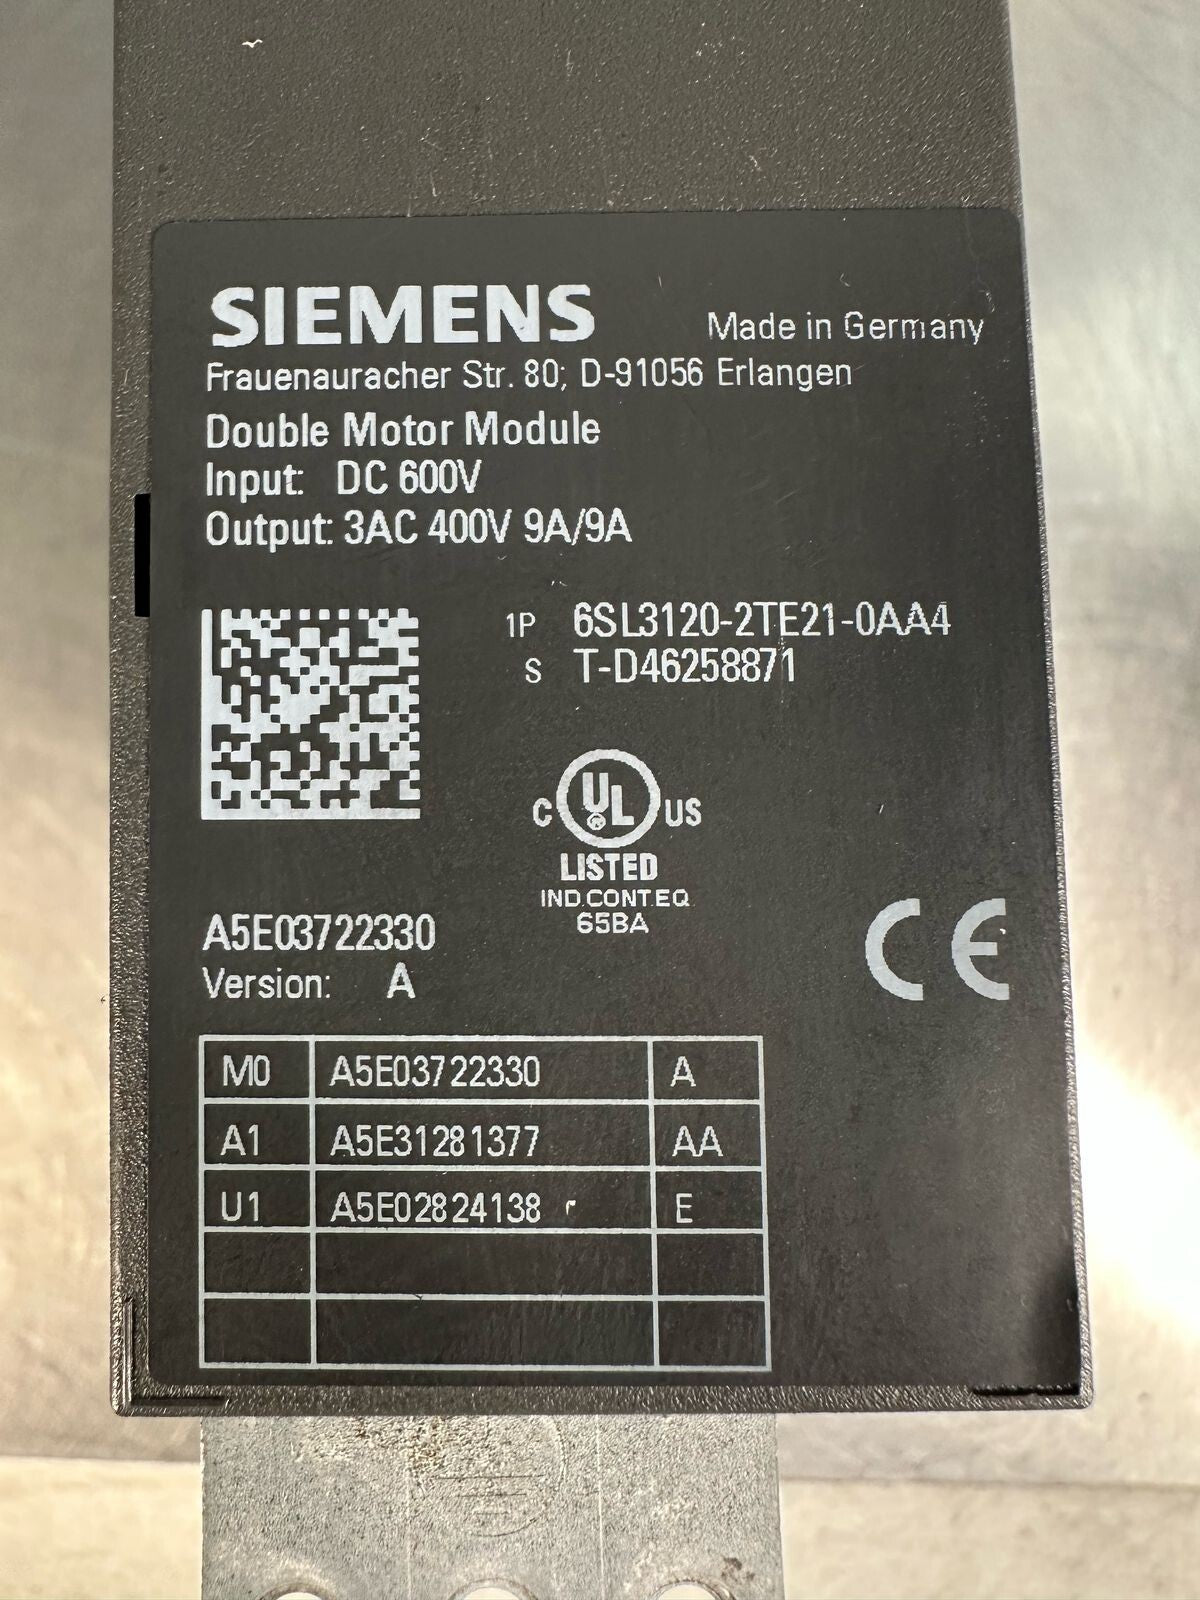 SIEMENS Made in Germany
Frauenauracher Str. 80; D-91056 Erlangen
Double Motor Module
Input: DC 600V
Output: 3AC 400V 9A/9A
1P 6SL3120-2TE21-0AA4
S T-D46258871
C UL US
LISTED
IND.CONT.EQ
65BA
A5E03722330
Version: A
CE
M0 A5E03722330 A
A1 A5E31281377 AA
U1 A5E02824138 E